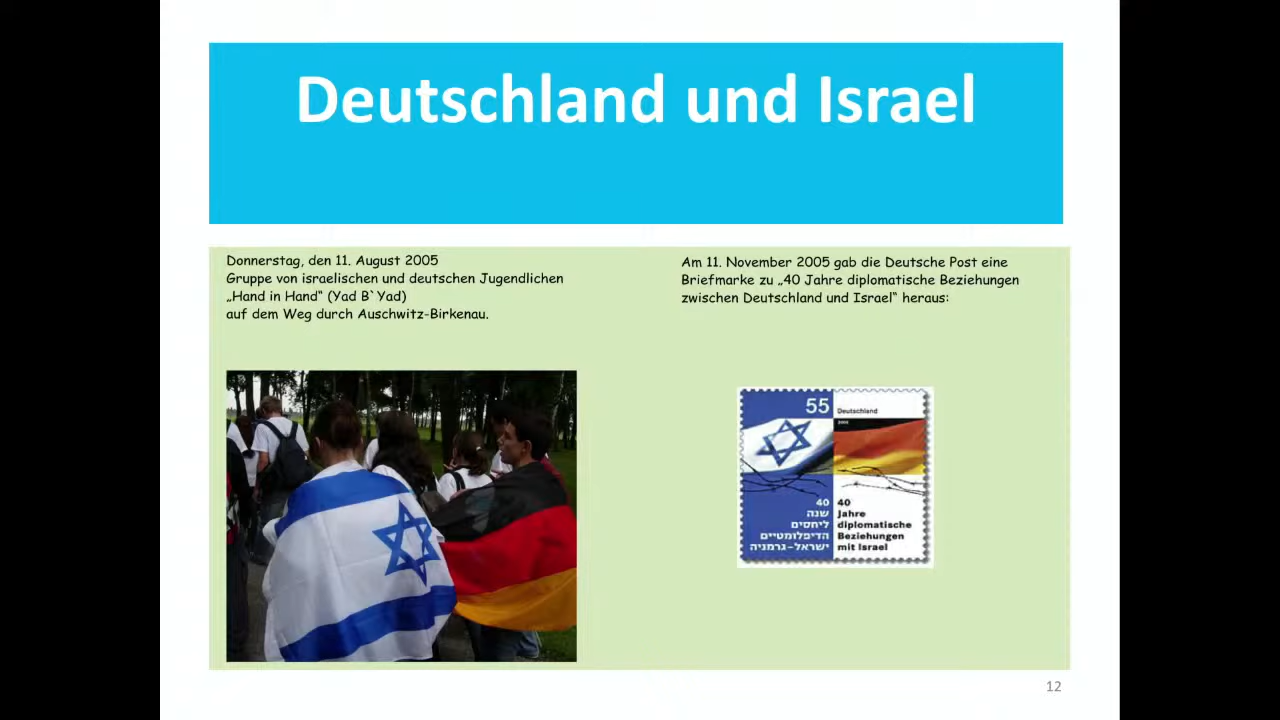 Deutschland und Israel
Donnerstag, den 11. August 2005
Gruppe von israelischen und deutschen Jugendlichen
„Hand in Hand“ (Yad B`Yad)
auf dem Weg durch Auschwitz-Birkenau.
Am 11. November 2005 gab die Deutsche Post eine
Briefmarke zu „40 Jahre diplomatische Beziehungen
zwischen Deutschland und Israel“ heraus:
55
Deutschland
2005
40
שנה
ליחסים
הדיפלומטיים
ישראל-גרמניה
40
Jahre
diplomatische
Beziehungen
mit Israel
12